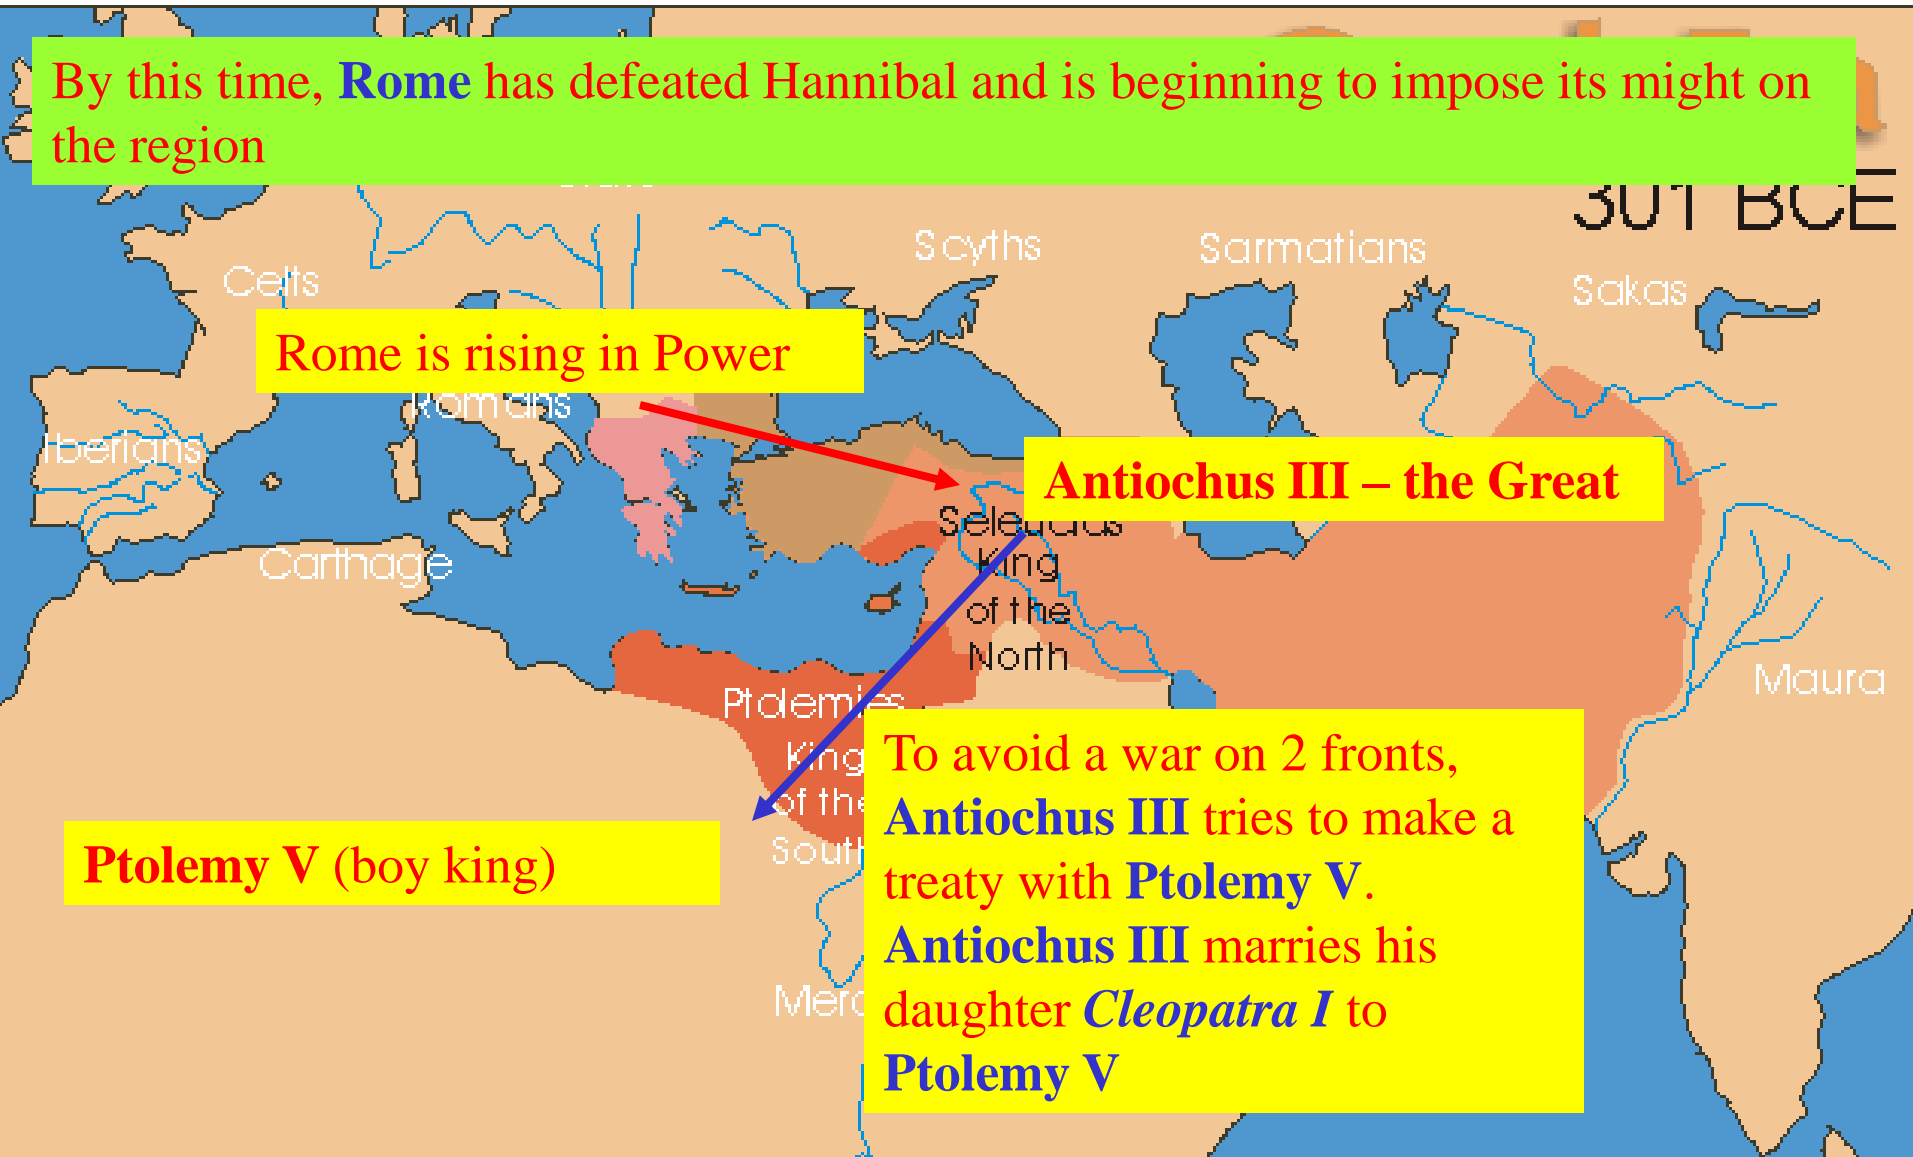 By this time, Rome has defeated Hannibal and is beginning to impose its might on
the region
301 BCE
Scyths
Sarmatians
Celts
Sakas
Rome is rising in Power
Romans
Iberians
Antiochus III – the Great
Carthage
King
of the
North
Maura
Ptolemies
King
of the
To avoid a war on 2 fronts,
Antiochus III tries to make a
treaty with Ptolemy V.
Antiochus III marries his
daughter Cleopatra I to
Ptolemy V
Ptolemy V (boy king)